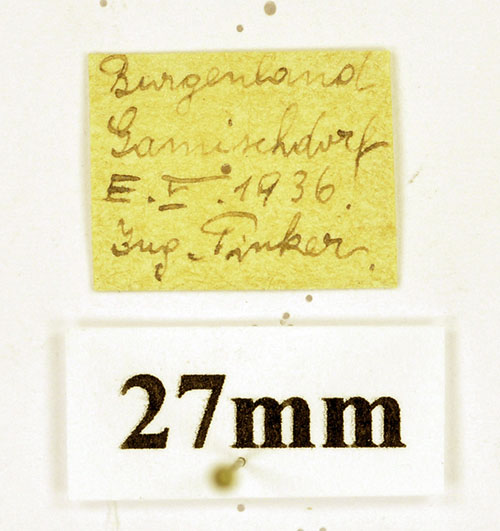 Burgenland
Gamischdorf
E. V. 1936.
Ing. Pinker.
27mm